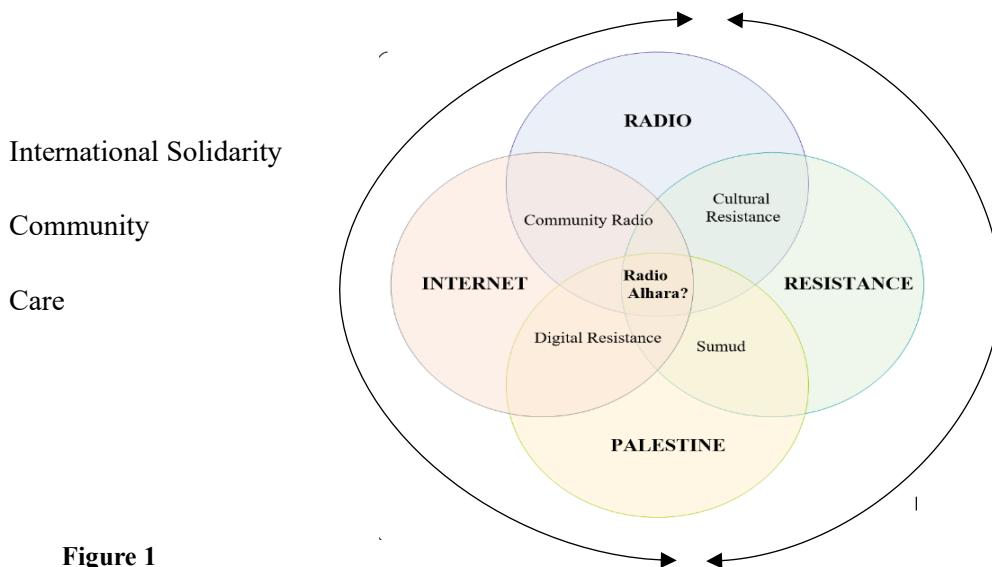 International Solidarity
Community
Care
RADIO
Cultural
Resistance
Community Radio
INTERNET
Radio
Alhara?
RESISTANCE
Digital Resistance
Sumud
PALESTINE
Figure 1